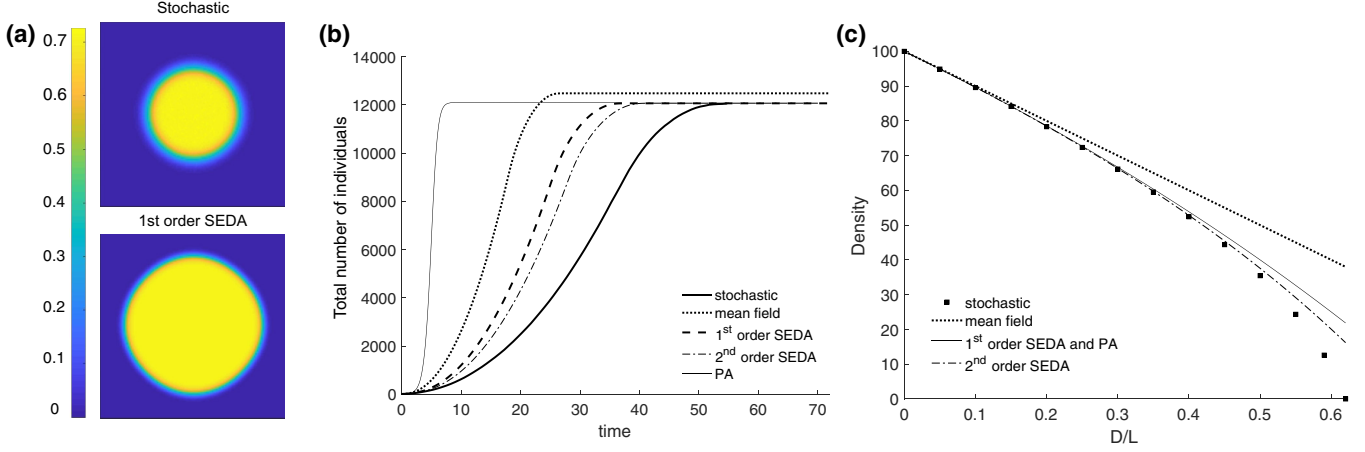 (a)
Stochastic
0.7
0.6
0.5
0.4
0.3
0.2
0.1
0
1st order SEDA
(b)
Total number of individuals
14000
12000
10000
8000
6000
4000
2000
0
0 10 20 30 40 50 60 70
time
stochastic
mean field
1st order SEDA
2nd order SEDA
PA
(c)
Density
100
90
80
70
60
50
40
30
20
10
0
0 0.1 0.2 0.3 0.4 0.5 0.6
D/L
stochastic
mean field
1st order SEDA and PA
2nd order SEDA